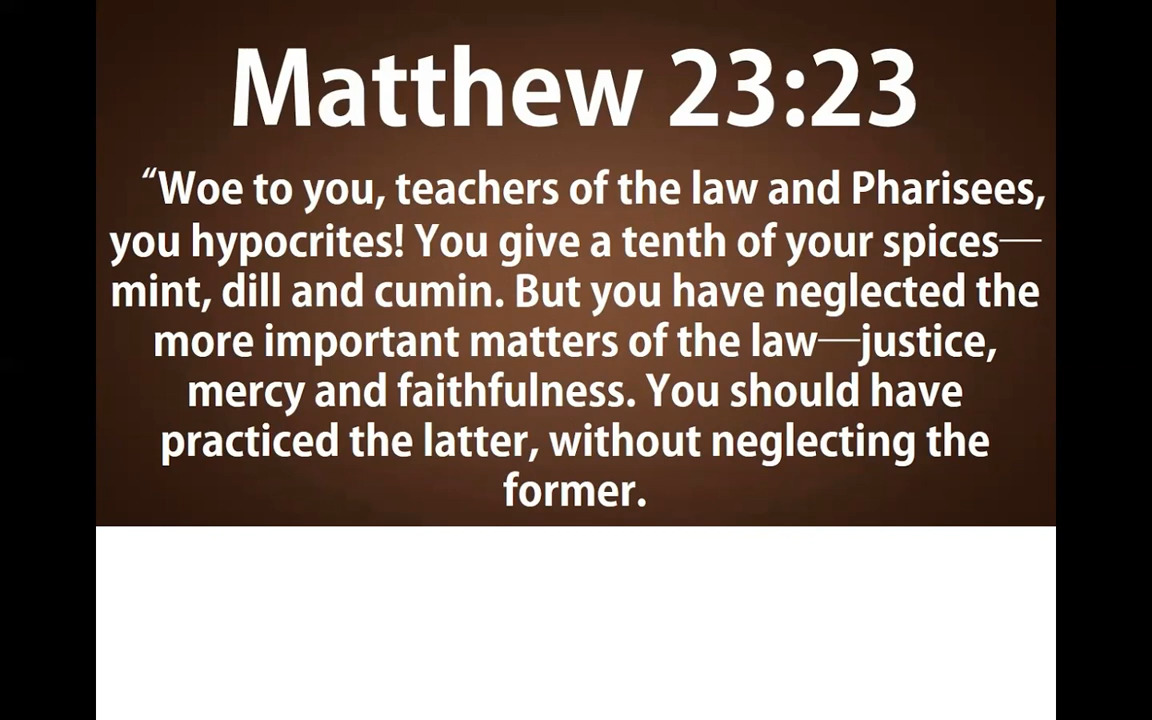 Matthew 23:23
“Woe to you, teachers of the law and Pharisees,
you hypocrites! You give a tenth of your spices—
mint, dill and cumin. But you have neglected the
more important matters of the law—justice,
mercy and faithfulness. You should have
practiced the latter, without neglecting the
former.